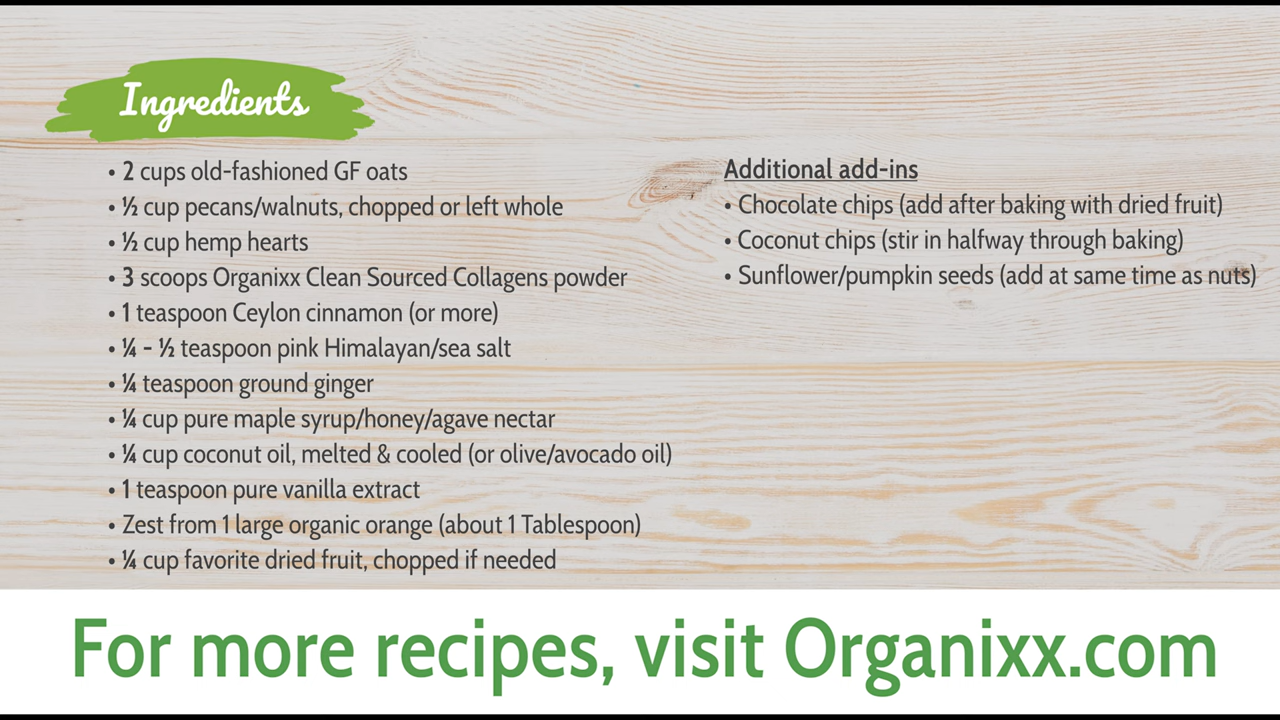 Ingredients
• 2 cups old-fashioned GF oats
• ½ cup pecans/walnuts, chopped or left whole
• ½ cup hemp hearts
• 3 scoops Organixx Clean Sourced Collagens powder
• 1 teaspoon Ceylon cinnamon (or more)
• ¼ - ½ teaspoon pink Himalayan/sea salt
• ¼ teaspoon ground ginger
• ¼ cup pure maple syrup/honey/agave nectar
• ¼ cup coconut oil, melted & cooled (or olive/avocado oil)
• 1 teaspoon pure vanilla extract
• Zest from 1 large organic orange (about 1 Tablespoon)
• ¼ cup favorite dried fruit, chopped if needed
Additional add-ins
• Chocolate chips (add after baking with dried fruit)
• Coconut chips (stir in halfway through baking)
• Sunflower/pumpkin seeds (add at same time as nuts)
For more recipes, visit Organixx.com